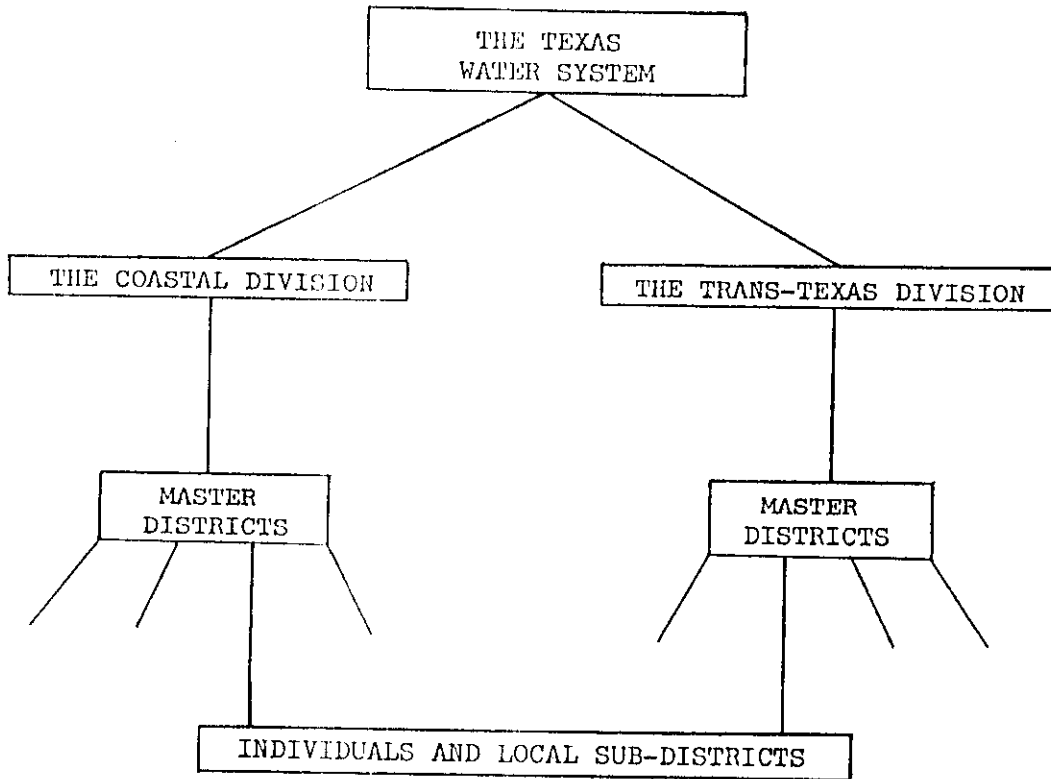 THE TEXAS
WATER SYSTEM
THE COASTAL DIVISION
THE TRANS-TEXAS DIVISION
MASTER
DISTRICTS
MASTER
DISTRICTS
INDIVIDUALS AND LOCAL SUB-DISTRICTS